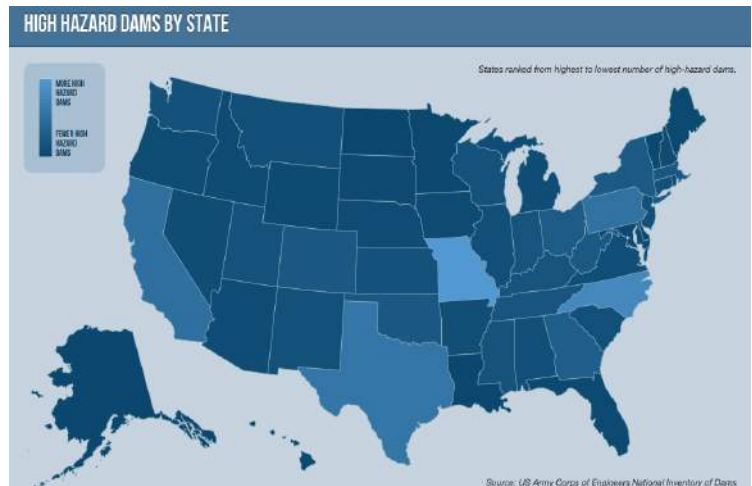 HIGH HAZARD DAMS BY STATE
States ranked from highest to lowest number of high-hazard dams.
MORE HIGH
HAZARD
DAMS
FEWER HIGH
HAZARD
DAMS
Source: US Army Corps of Engineers National Inventory of Dams